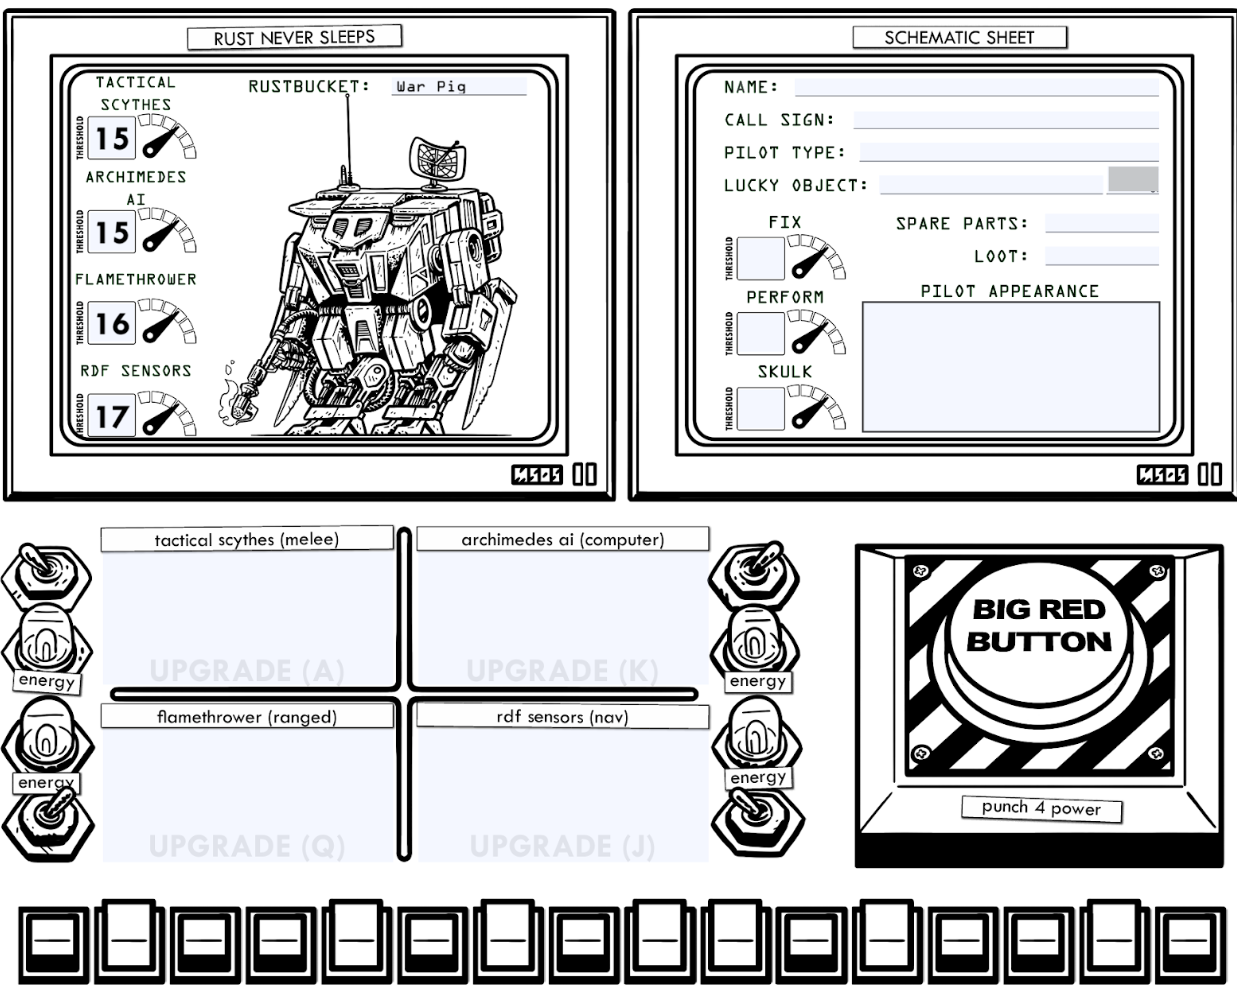 RUST NEVER SLEEPS
TACTICAL
SCYTHES
THRESHOLD
15
ARCHIMEDES
AI
THRESHOLD
15
FLAMETHROWER
THRESHOLD
16
RDF SENSORS
THRESHOLD
17
RUSTBUCKET: War Pig
SCHEMATIC SHEET
NAME:
CALL SIGN:
PILOT TYPE:
LUCKY OBJECT:
FIX
THRESHOLD
PERFORM
THRESHOLD
SKULK
THRESHOLD
SPARE PARTS:
LOOT:
PILOT APPEARANCE
tactical scythes (melee)
UPGRADE (A)
energy
archimedes ai (computer)
UPGRADE (K)
energy
flamethrower (ranged)
UPGRADE (Q)
energy
rdf sensors (nav)
UPGRADE (J)
energy
BIG RED
BUTTON
punch 4 power